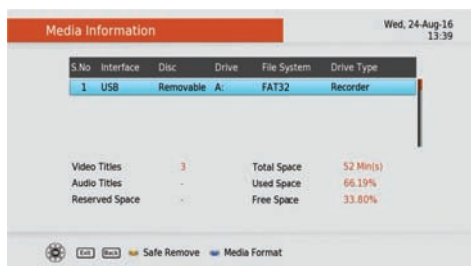 Media Information
Wed, 24-Aug-16
13:39
S.No Interface Disc Drive File System Drive Type
1 USB Removable A: FAT32 Recorder
Video Titles 3 Total Space 52 Min(s)
Audio Titles - Used Space 66.19%
Reserved Space - Free Space 33.80%
Exit Back Safe Remove Media Format